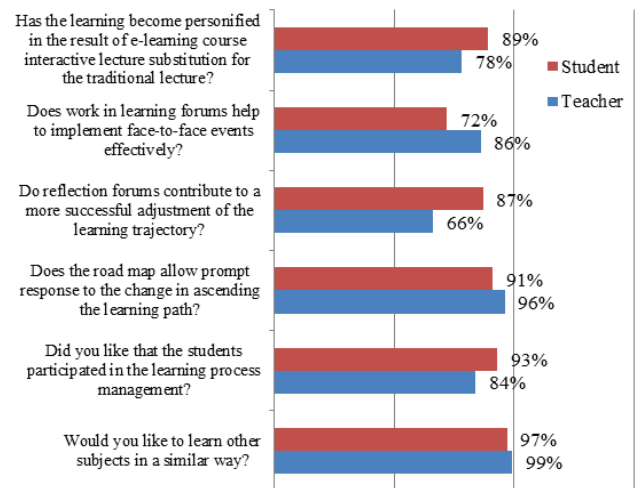 Has the learning become personified
in the result of e-learning course
interactive lecture substitution for
the traditional lecture?
89%
78%
Student
Teacher
Does work in learning forums help
to implement face-to-face events
effectively?
72%
86%
Do reflection forums contribute to a
more successful adjustment of the
learning trajectory?
87%
66%
Does the road map allow prompt
response to the change in ascending
the learning path?
91%
96%
Did you like that the students
participated in the learning process
management?
93%
84%
Would you like to learn other
subjects in a similar way?
97%
99%